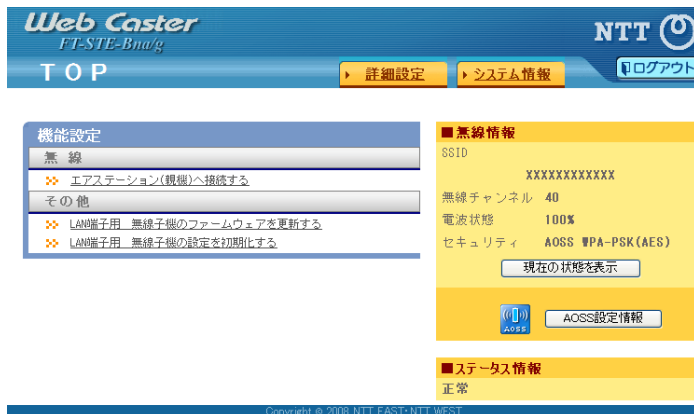 Web Caster
FT-STE-Bna/g
NTT
TOP
詳細設定
システム情報
ログアウト
機能設定
無 線
エアステーション(親機)へ接続する
その他
LAN端子用 無線子機のファームウェアを更新する
LAN端子用 無線子機の設定を初期化する
■無線情報
SSID
XXXXXXXXXXXX
無線チャンネル 40
電波状態 100%
セキュリティ AOSS WPA-PSK(AES)
現在の状態を表示
AOSS
AOSS設定情報
■ステータス情報
正常
Copyright © 2008 NTT EAST・NTT WEST